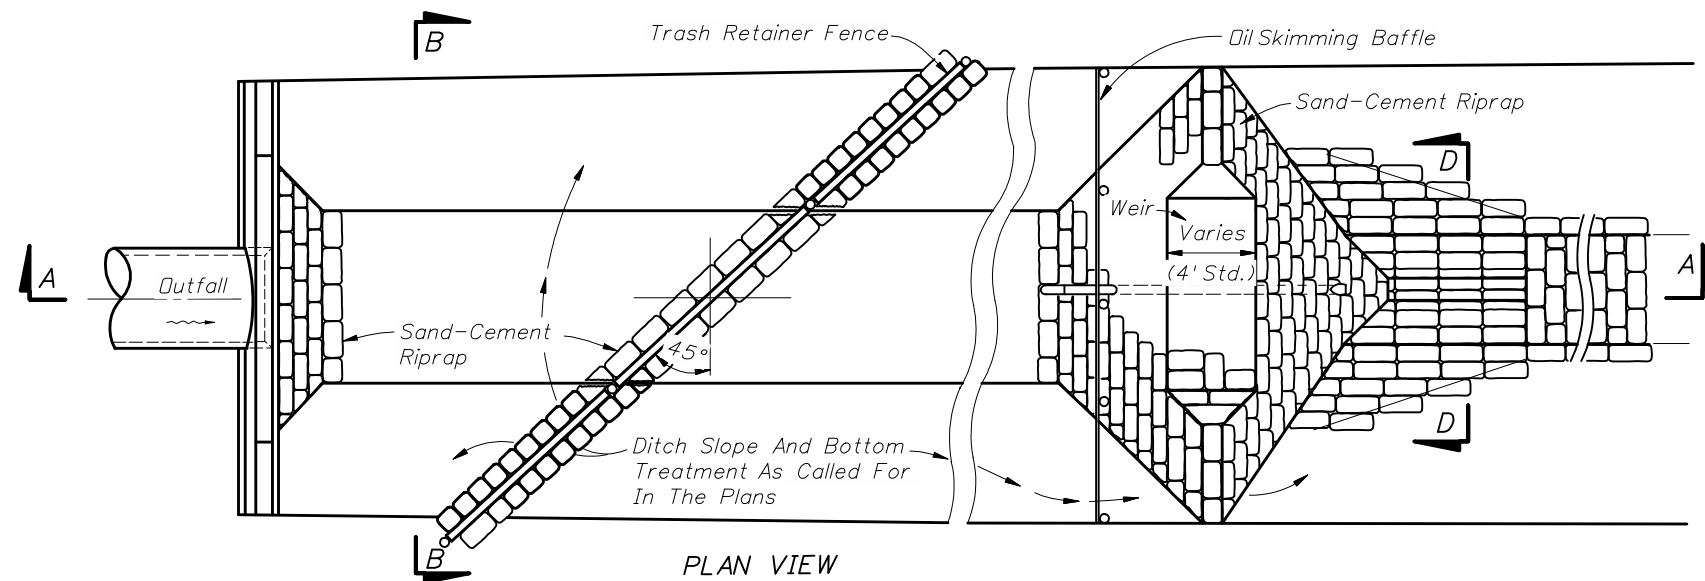 B
Trash Retainer Fence
Oil Skimming Baffle
Sand-Cement Riprap
D
Weir
Varies
(4' Std.)
A
Outfall
A
Sand-Cement
Riprap
45°
D
Ditch Slope And Bottom
Treatment As Called For
In The Plans
B
PLAN VIEW